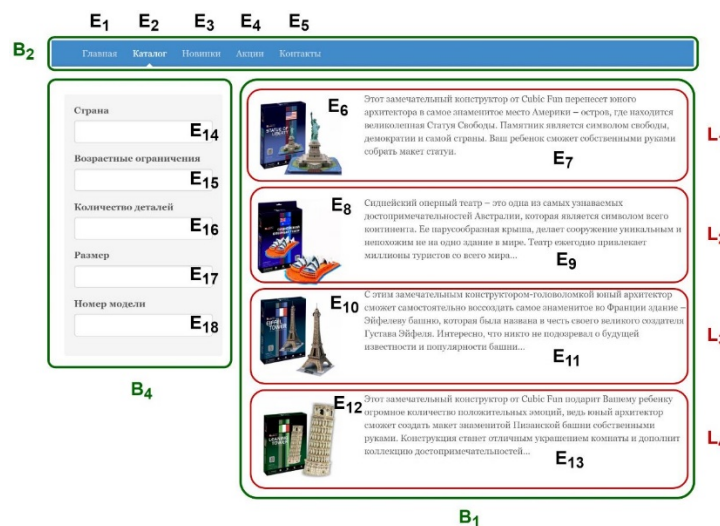 E1 E2 E3 E4 E5
B2
Главная Каталог Новинки Акции Контакты
Страна
E14
Возрастные ограничения
E15
Количество деталей
E16
Размер
E17
Номер модели
E18
B4
E6
Этот замечательный конструктор от Cubic Fun перенесет юного
архитектора в самое знаменитое место Америки – остров, где находится
великолепная Статуя Свободы. Памятник является символом свободы,
демократии и самой страны. Ваш ребенок сможет собственными руками
собрать макет статуи.
E7
E8
Сиднейский оперный театр – это одна из самых узнаваемых
достопримечательностей Австралии, которая является символом всего
континента. Ее парусообразная крыша, делает сооружение уникальным и
непохожим не на одно здание в мире. Театр ежегодно привлекает
миллионы туристов со всего мира...
E9
E10
С этим замечательным конструктором-головоломкой юный архитектор
сможет самостоятельно воссоздать самое знаменитое во Франции здание –
Эйфелеву башню, которая была названа в честь своего великого создателя
Густава Эйфеля. Интересно, что никто не подозревал о будущей
известности и популярности башни...
E11
E12
Этот замечательный конструктор от Cubic Fun подарит Вашему ребенку
огромное количество положительных эмоций, ведь юный архитектор
сможет создать макет знаменитой Пизанской башни собственными
руками. Конструкция станет отличным украшением комнаты и дополнит
коллекцию достопримечательностей...
E13
L
L
L
L
B1